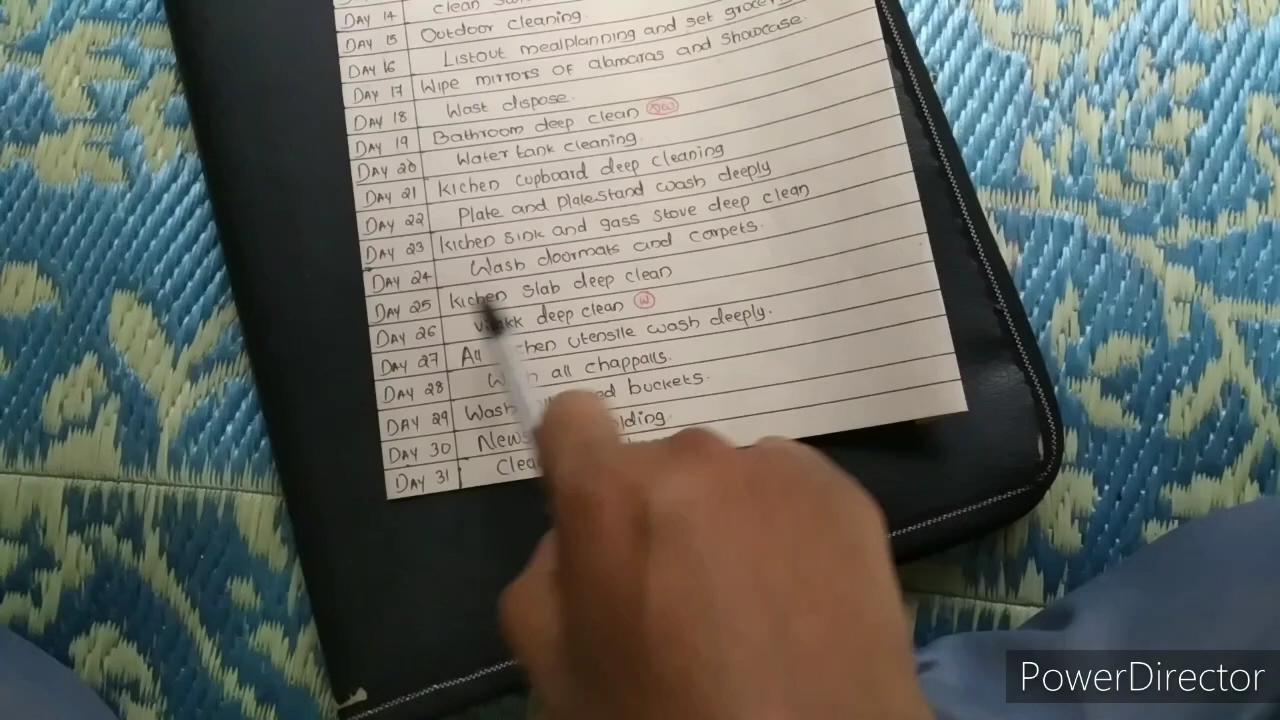 DAY 14 clean
DAY 15 Outdoor cleaning.
DAY 16 Listout mealplanning and set
DAY 17 Wipe mirrors of alamaras and showcase.
DAY 18 Wast dispose.
DAY 19 Bathroom deep clean
DAY 20 Water tank cleaning.
DAY 21 Kichen cupboard deep cleaning
DAY 22 Plate and platestand wash deeply
DAY 23 Kichen sink and gass stove deep clean
DAY 24 Wash doormats and carpets.
DAY 25 Kichen slab deep clean
DAY 26 deep clean W
DAY 27 utensile wash deeply.
DAY 28 all chappals.
DAY 29 Wash buckets.
DAY 30
DAY 31
PowerDirector